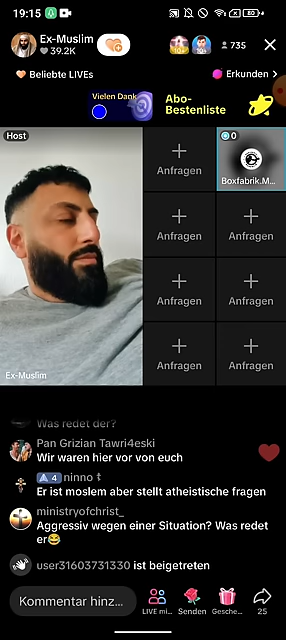 19:15
Ex-Muslim
39.2K
10+
10+
735
Beliebte LIVEs
Erkunden >
Vielen Dank
Abo-
Bestenliste
Host
Anfragen
0
Boxfabrik.M...
Anfragen
Anfragen
Anfragen
Anfragen
Anfragen
Anfragen
Ex-Muslim
Was redet der?
Pan Grizian Tawri4eski
Wir waren hier vor von euch
4 ninno
Er ist moslem aber stellt atheistische fragen
ministryofchrist_
Aggressiv wegen einer Situation? Was redet
er😂
user31603731330 ist beigetreten
Kommentar hinz...
LIVE mi...
Senden
Gesche...
25